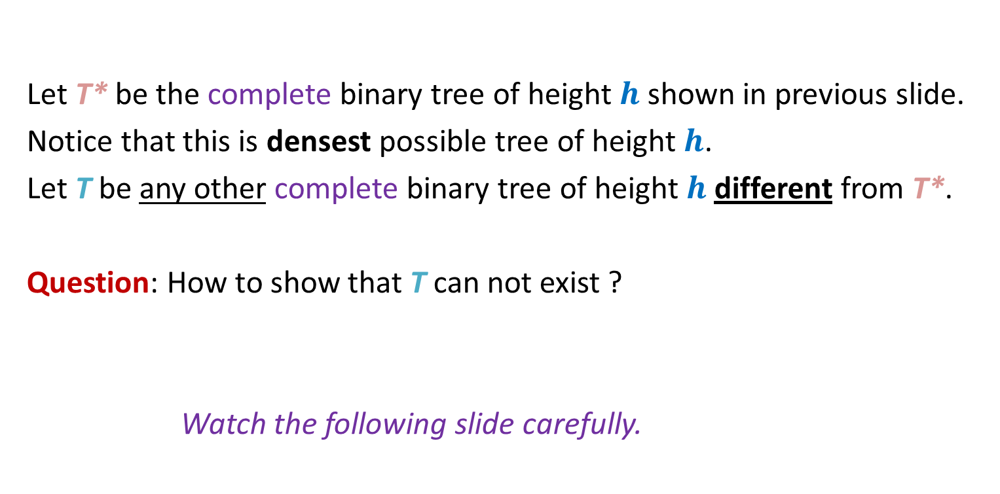 Let T* be the complete binary tree of height h shown in previous slide.
Notice that this is densest possible tree of height h.
Let T be any other complete binary tree of height h different from T*.
Question: How to show that T can not exist ?
Watch the following slide carefully.